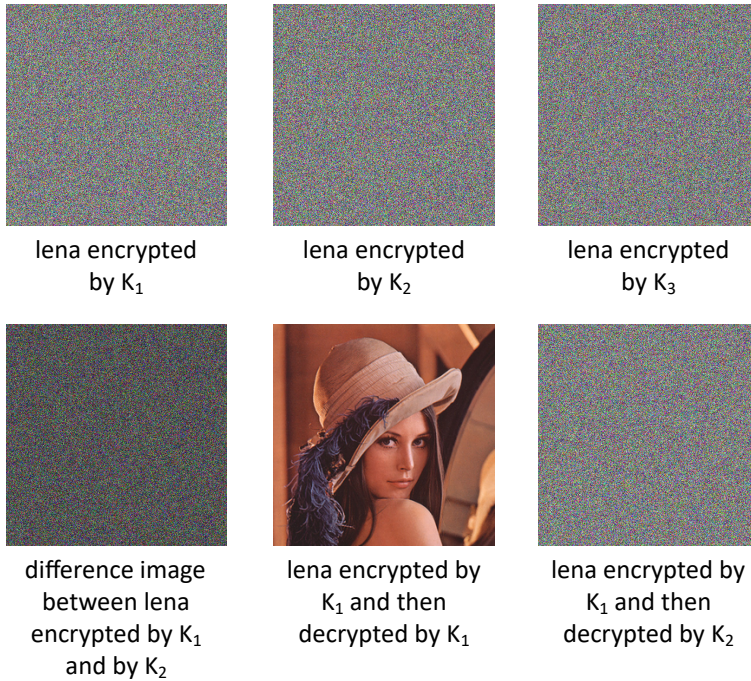 lena encrypted
by K₁
lena encrypted
by K₂
lena encrypted
by K₃
difference image
between lena
encrypted by K₁
and by K₂
lena encrypted by
K₁ and then
decrypted by K₁
lena encrypted by
K₁ and then
decrypted by K₂